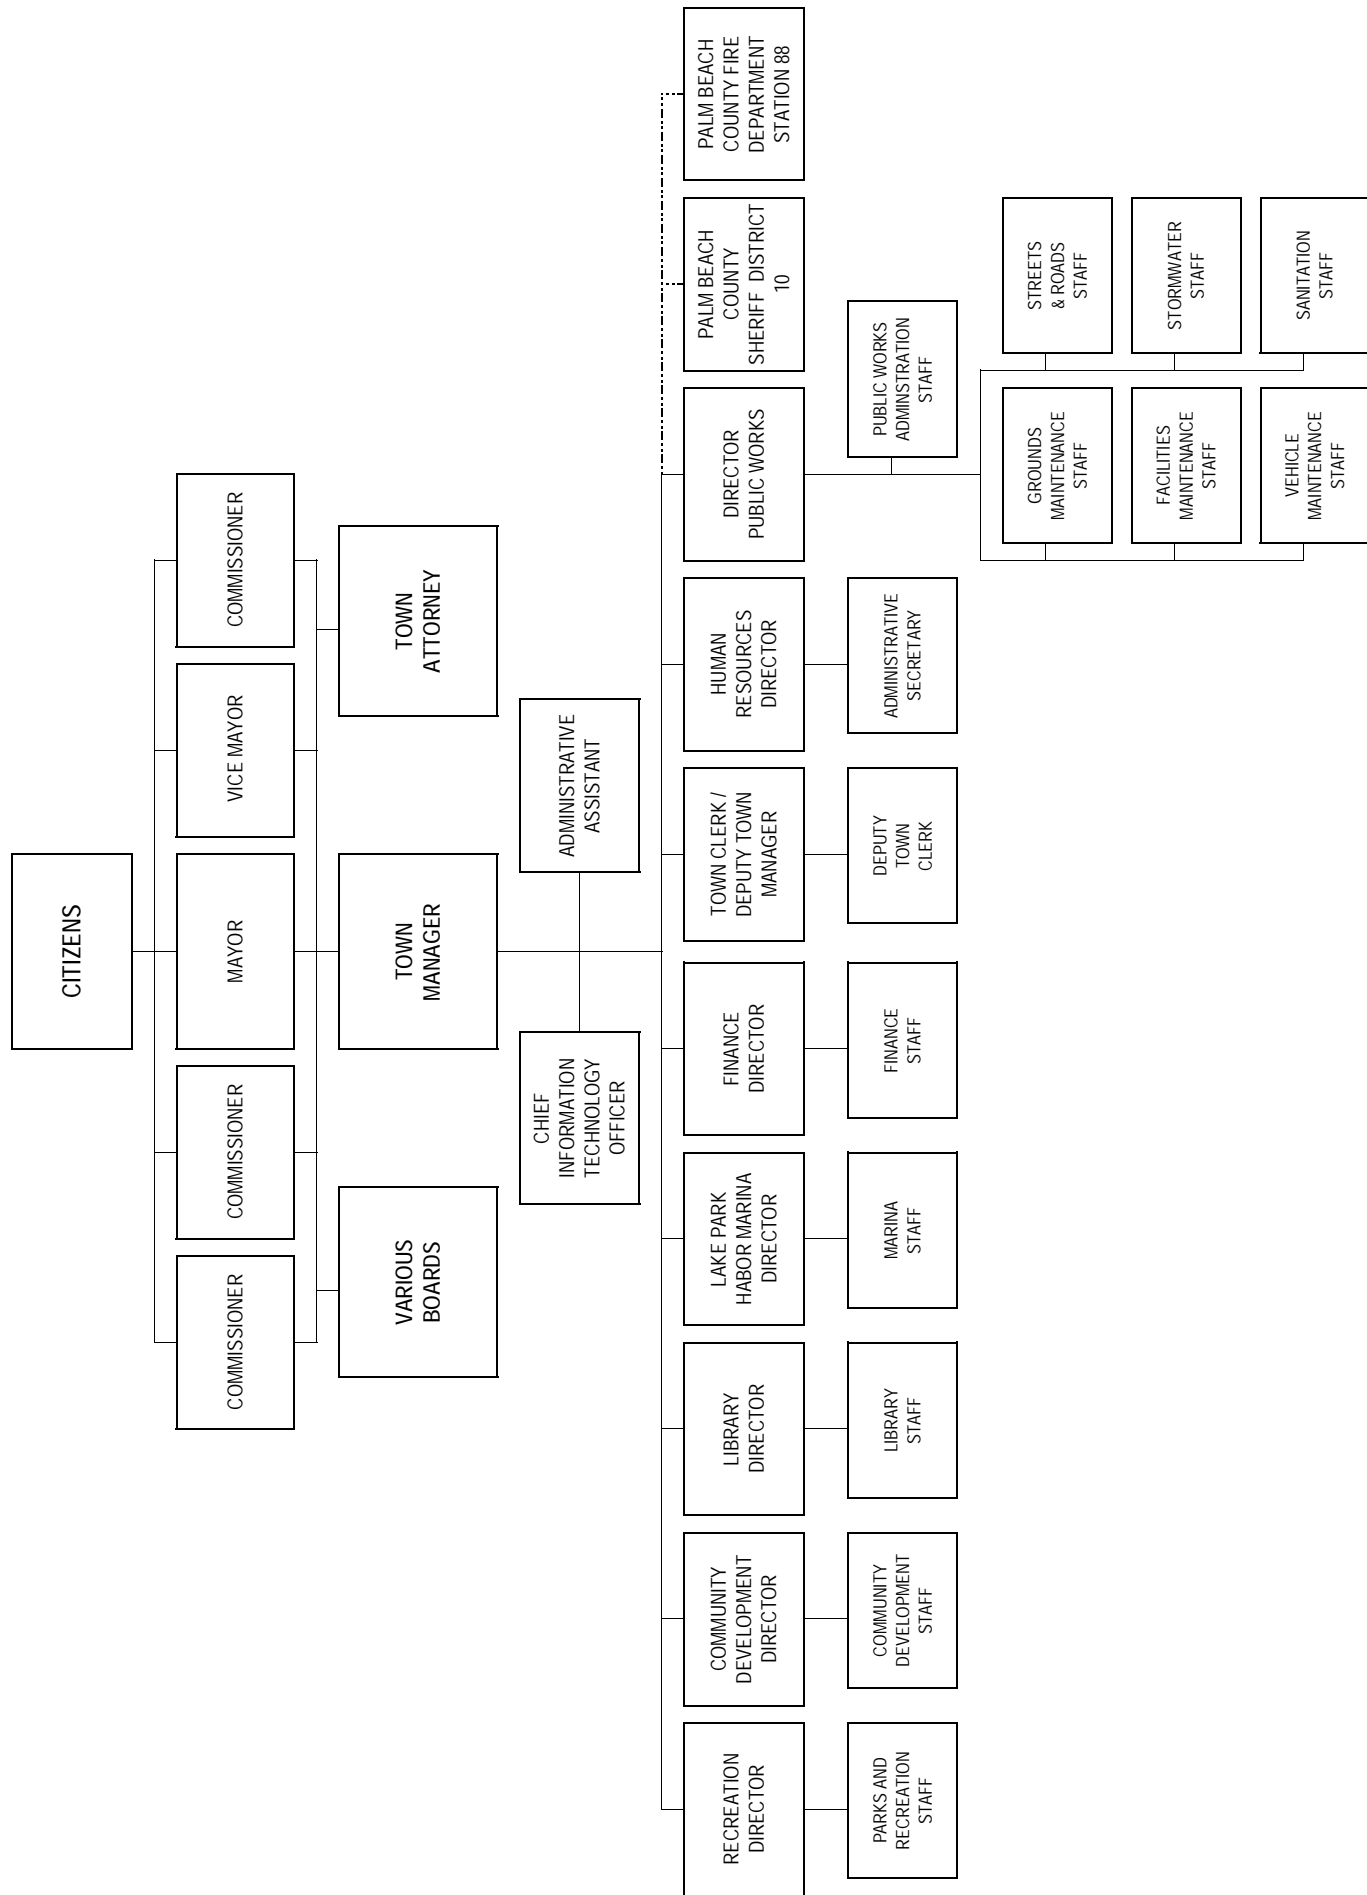 CITIZENS
COMMISSIONER
COMMISSIONER
MAYOR
VICE MAYOR
COMMISSIONER
VARIOUS
BOARDS
TOWN
MANAGER
TOWN
ATTORNEY
CHIEF
INFORMATION
TECHNOLOGY
OFFICER
ADMINISTRATIVE
ASSISTANT
RECREATION
DIRECTOR
COMMUNITY
DEVELOPMENT
DIRECTOR
LIBRARY
DIRECTOR
LAKE PARK
HABOR MARINA
DIRECTOR
FINANCE
DIRECTOR
TOWN CLERK /
DEPUTY TOWN
MANAGER
HUMAN
RESOURCES
DIRECTOR
DIRECTOR
PUBLIC WORKS
PALM BEACH
COUNTY
SHERIFF DISTRICT
10
PALM BEACH
COUNTY FIRE
DEPARTMENT
STATION 88
PARKS AND
RECREATION
STAFF
COMMUNITY
DEVELOPMENT
STAFF
LIBRARY
STAFF
MARINA
STAFF
FINANCE
STAFF
DEPUTY
TOWN
CLERK
ADMINISTRATIVE
SECRETARY
PUBLIC WORKS
ADMINSTRATION
STAFF
GROUNDS
MAINTENANCE
STAFF
STREETS
& ROADS
STAFF
FACILITIES
MAINTENANCE
STAFF
STORMWATER
STAFF
VEHICLE
MAINTENANCE
STAFF
SANITATION
STAFF